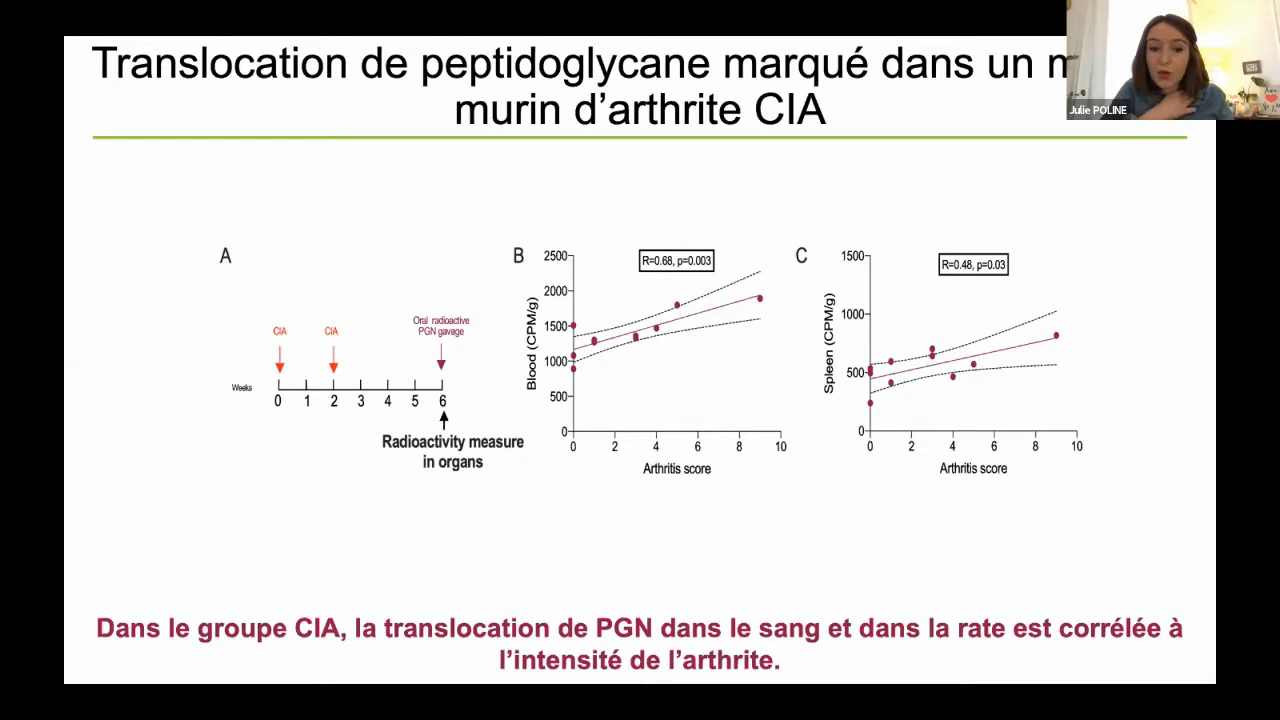 Translocation de peptidoglycane marqué dans un m
murin d'arthrite CIA
Julie POLINE
A
CIA
CIA
Oral radioactive
PGN gavage
Weeks
0 1 2 3 4 5 6
Radioactivity measure
in organs
B
R=0.68, p=0.003
Blood (CPM/g)
2500
2000
1500
1000
500
0
0 2 4 6 8 10
Arthritis score
C
R=0.48, p=0.03
Spleen (CPM/g)
1500
1000
500
0
0 2 4 6 8 10
Arthritis score
Dans le groupe CIA, la translocation de PGN dans le sang et dans la rate est corrélée à
l'intensité de l'arthrite.